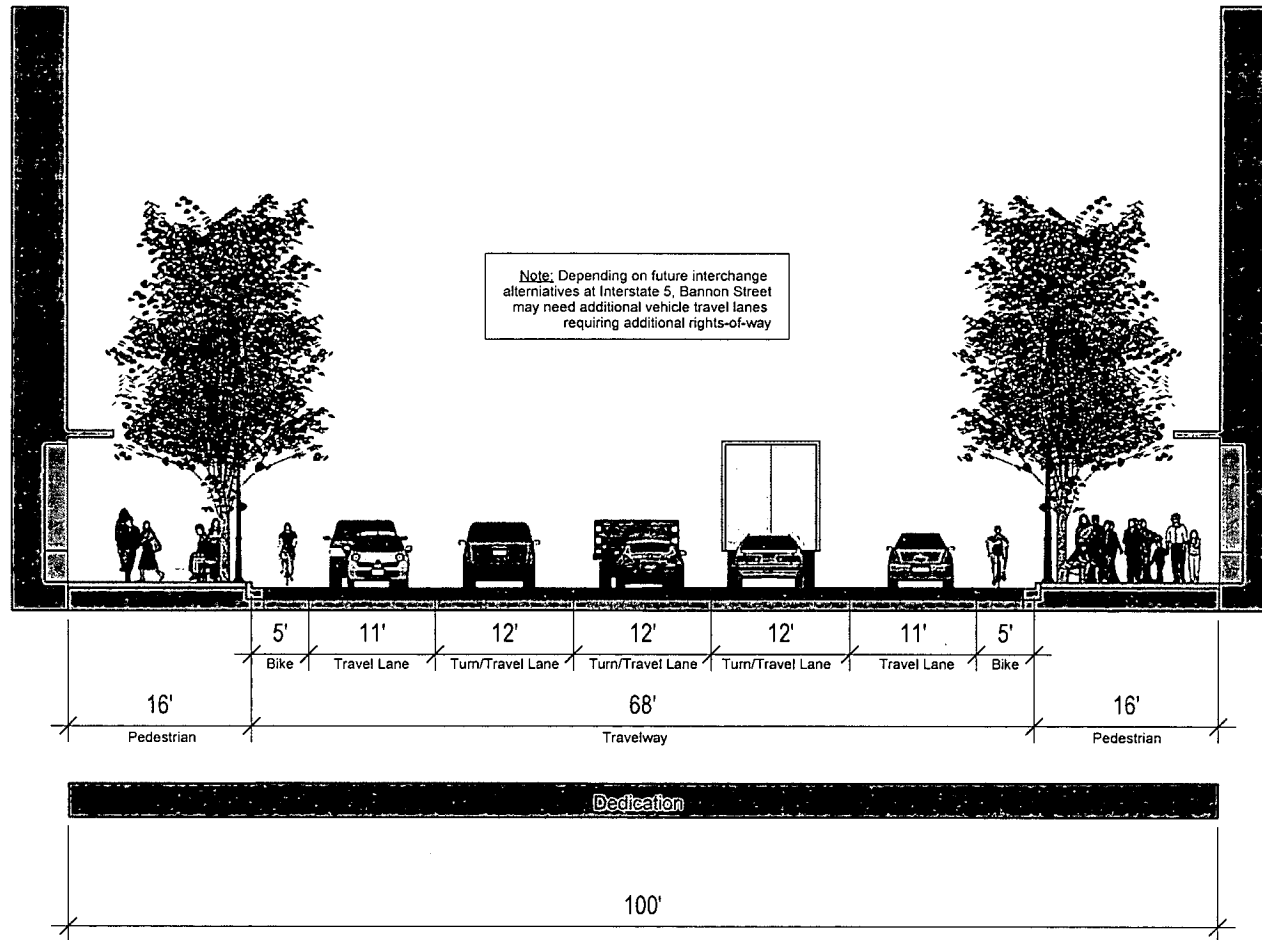 Note: Depending on future interchange
alterniatives at Interstate 5, Bannon Street
may need additional vehicle travel lanes
requiring additional rights-of-way
5' 11' 12' 12' 12' 11' 5'
Bike Travel Lane Turn/Travel Lane Turn/Travel Lane Turn/Travel Lane Travel Lane Bike
16' 68' 16'
Pedestrian Travelway Pedestrian
Dedication
100'